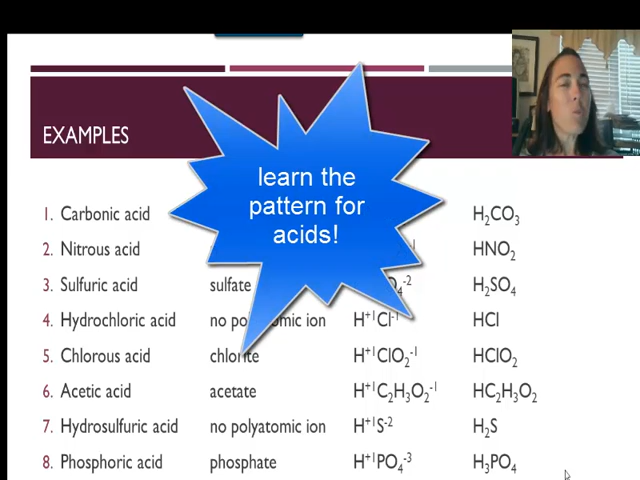 EXAMPLES
learn the
pattern for
acids!
1. Carbonic acid H₂CO₃
2. Nitrous acid HNO₂
3. Sulfuric acid sulfate H₂SO₄
4. Hydrochloric acid no polyatomic ion H⁺¹Cl⁻¹ HCl
5. Chlorous acid chlorite H⁺¹ClO₂⁻¹ HClO₂
6. Acetic acid acetate H⁺¹C₂H₃O₂⁻¹ HC₂H₃O₂
7. Hydrosulfuric acid no polyatomic ion H⁺¹S⁻² H₂S
8. Phosphoric acid phosphate H⁺¹PO₄⁻³ H₃PO₄